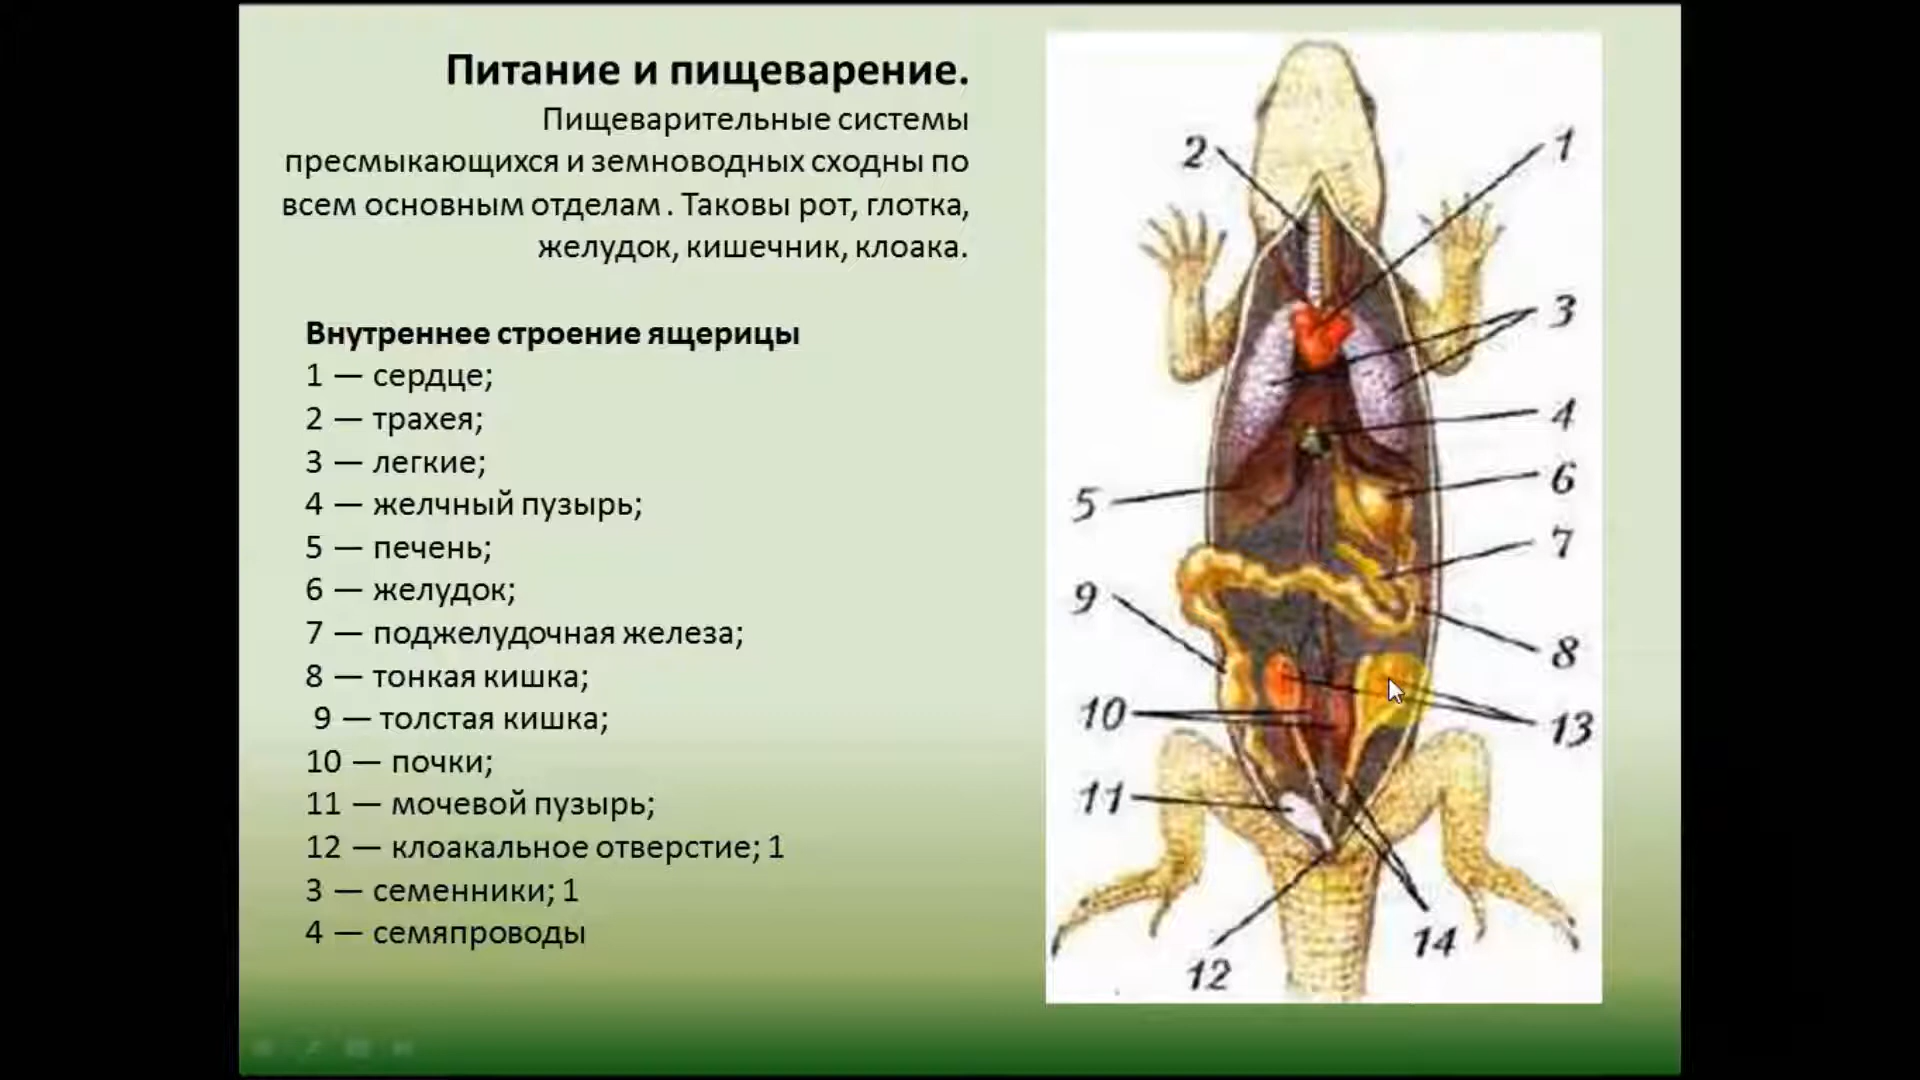 Питание и пищеварение.
Пищеварительные системы
пресмыкающихся и земноводных сходны по
всем основным отделам . Таковы рот, глотка,
желудок, кишечник, клоака.
Внутреннее строение ящерицы
1 — сердце;
2 — трахея;
3 — легкие;
4 — желчный пузырь;
5 — печень;
6 — желудок;
7 — поджелудочная железа;
8 — тонкая кишка;
9 — толстая кишка;
10 — почки;
11 — мочевой пузырь;
12 — клоакальное отверстие; 1
3 — семенники; 1
4 — семяпроводы
2
1
3
4
6
5
7
9
8
10
13
11
14
12